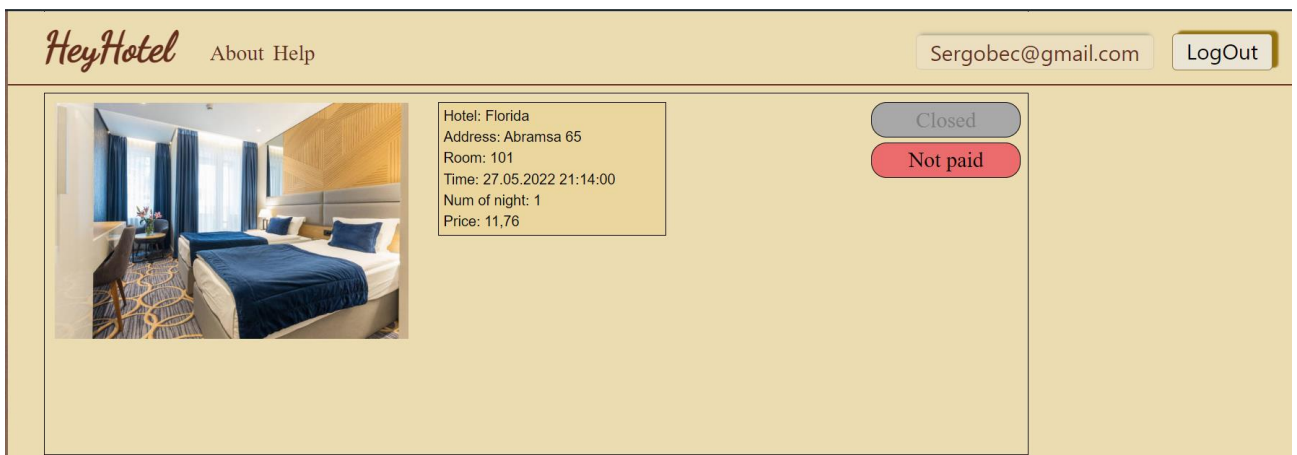 HeyHotel About Help Sergobec@gmail.com LogOut
Hotel: Florida
Address: Abramsa 65
Room: 101
Time: 27.05.2022 21:14:00
Num of night: 1
Price: 11,76
Closed
Not paid